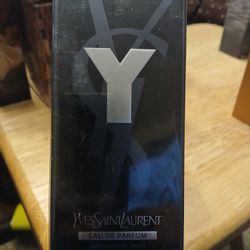 Y
YVESSAINTLAURENT
EAU DE PARFUM